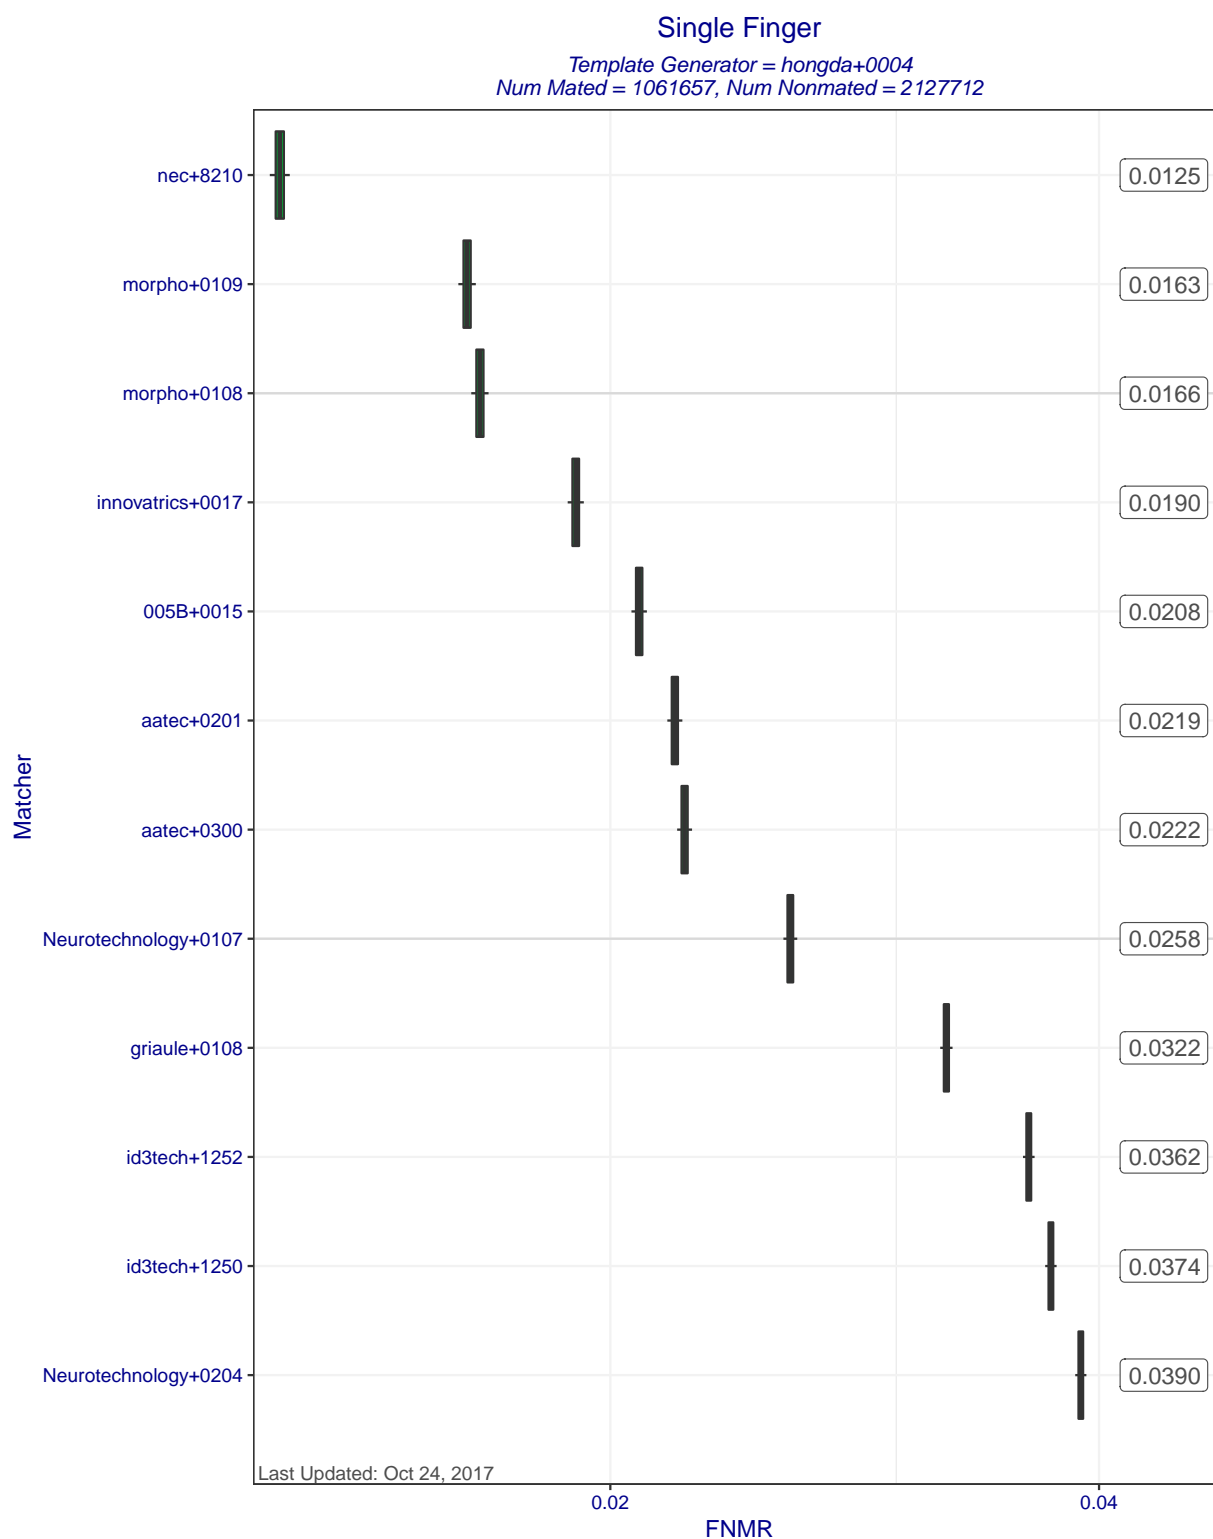 Single Finger
Template Generator = hongda+0004
Num Mated = 1061657, Num Nonmated = 2127712
nec+8210 0.0125
morpho+0109 0.0163
morpho+0108 0.0166
innovatrics+0017 0.0190
005B+0015 0.0208
aatec+0201 0.0219
aatec+0300 0.0222
Neurotechnology+0107 0.0258
griaule+0108 0.0322
id3tech+1252 0.0362
id3tech+1250 0.0374
Neurotechnology+0204 0.0390
Matcher
Last Updated: Oct 24, 2017
0.02 0.04
FNMR